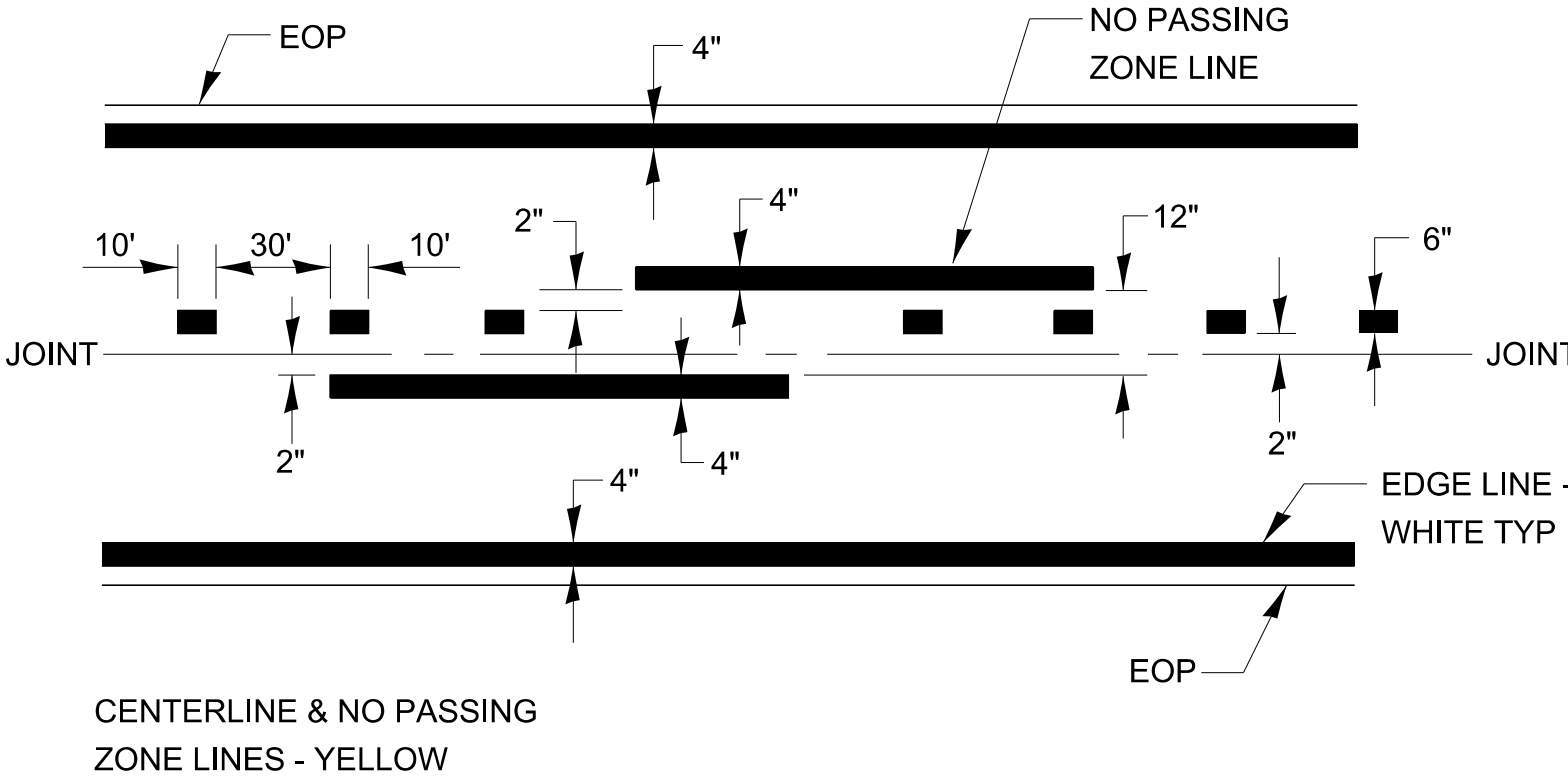 EOP
4"
NO PASSING
ZONE LINE
2"
4"
12"
6"
10'
30'
10'
JOINT
JOINT
2"
4"
2"
4"
EDGE LINE -
WHITE TYP
EOP
CENTERLINE & NO PASSING
ZONE LINES - YELLOW